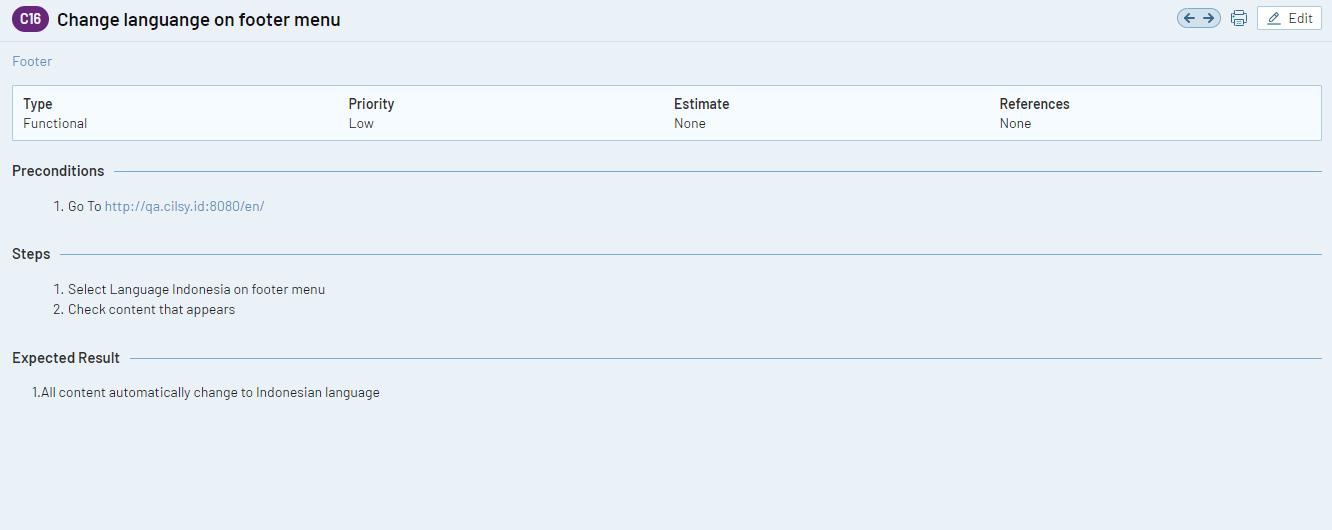 C16 Change languange on footer menu
Edit
Footer
Type Priority Estimate References
Functional Low None None
Preconditions
1. Go To http://qa.cilsy.id:8080/en/
Steps
1. Select Language Indonesia on footer menu
2. Check content that appears
Expected Result
1.All content automatically change to Indonesian language